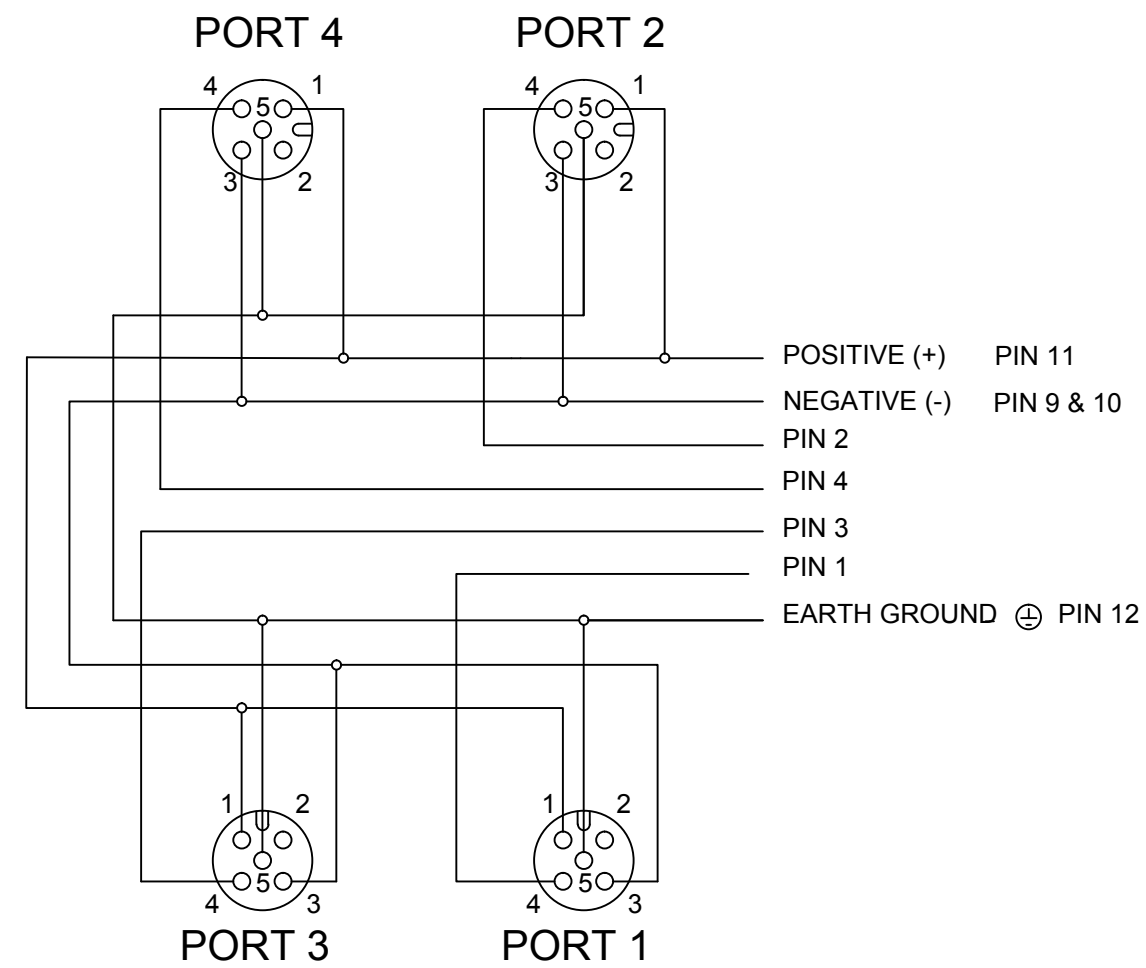 PORT 4 PORT 2
4 1 4 1
5 5
3 2 3 2
POSITIVE (+) PIN 11
NEGATIVE (-) PIN 9 & 10
PIN 2
PIN 4
PIN 3
PIN 1
EARTH GROUND PIN 12
1 2 1 2
5 5
4 3 4 3
PORT 3 PORT 1